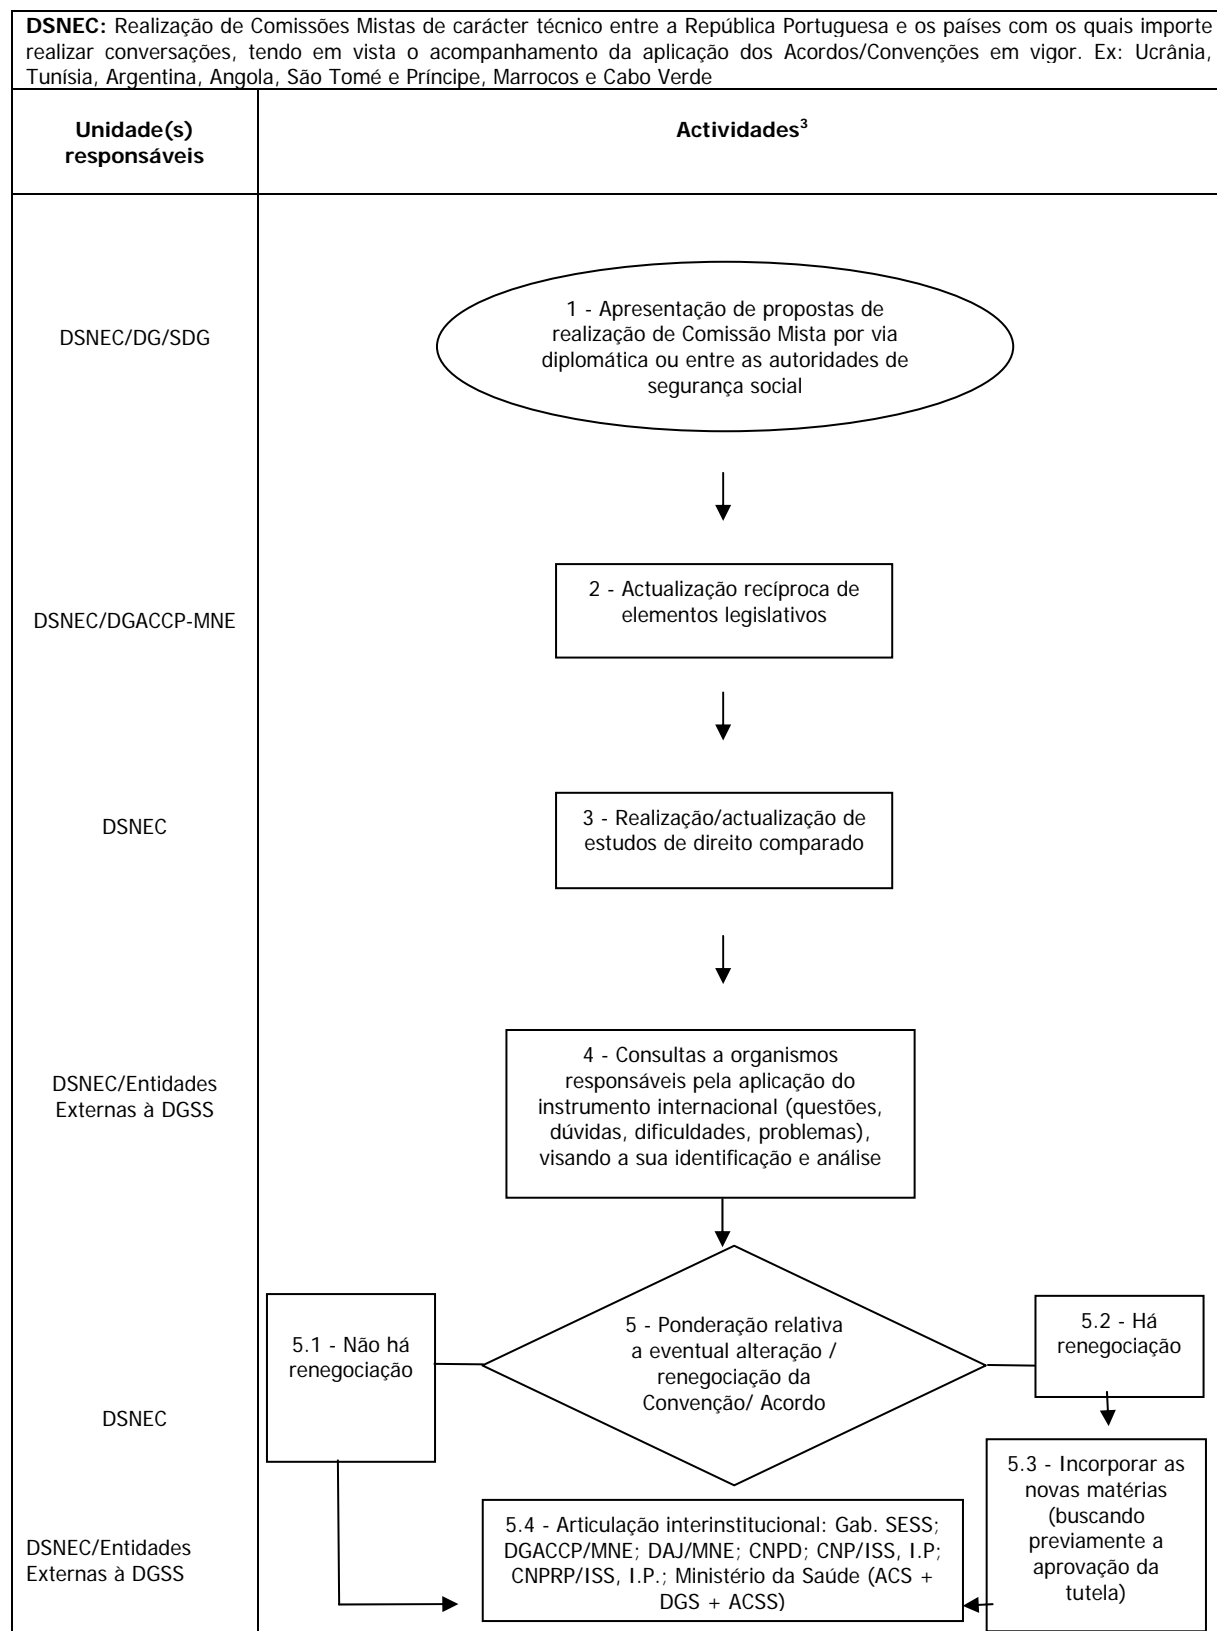 DSNEC: Realização de Comissões Mistas de carácter técnico entre a República Portuguesa e os países com os quais importe
realizar conversações, tendo em vista o acompanhamento da aplicação dos Acordos/Convenções em vigor. Ex: Ucrânia,
Tunísia, Argentina, Angola, São Tomé e Príncipe, Marrocos e Cabo Verde
Unidade(s)
responsáveis
Actividades³
DSNEC/DG/SDG
1 - Apresentação de propostas de
realização de Comissão Mista por via
diplomática ou entre as autoridades de
segurança social
DSNEC/DGACCP-MNE
2 - Actualização recíproca de
elementos legislativos
DSNEC
3 - Realização/actualização de
estudos de direito comparado
DSNEC/Entidades
Externas à DGSS
4 - Consultas a organismos
responsáveis pela aplicação do
instrumento internacional (questões,
dúvidas, dificuldades, problemas),
visando a sua identificação e análise
DSNEC
5.1 - Não há
renegociação
5 - Ponderação relativa
a eventual alteração /
renegociação da
Convenção/ Acordo
5.2 - Há
renegociação
5.3 - Incorporar as
novas matérias
(buscando
previamente a
aprovação da
tutela)
DSNEC/Entidades
Externas à DGSS
5.4 - Articulação interinstitucional: Gab. SESS;
DGACCP/MNE; DAJ/MNE; CNPD; CNP/ISS, I.P;
CNPRP/ISS, I.P.; Ministério da Saúde (ACS +
DGS + ACSS)